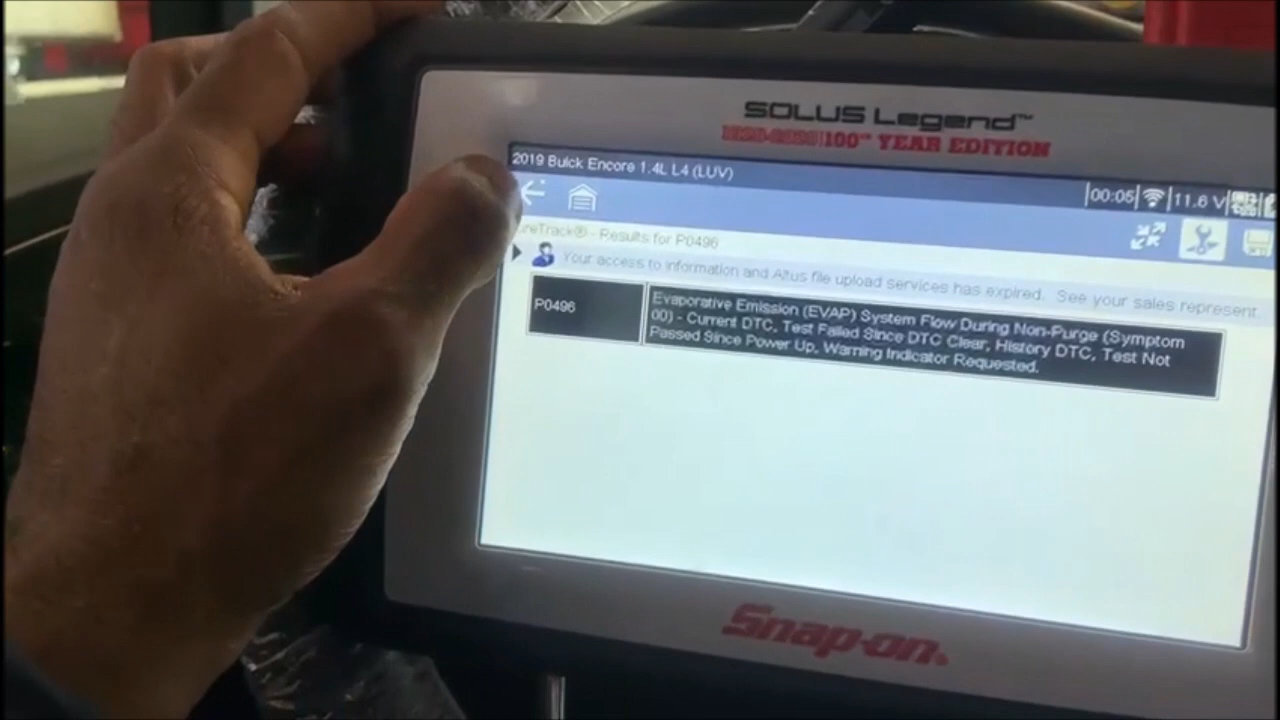 SOLUS Legend™
100TH YEAR EDITION
2019 Buick Encore 1.4L L4 (LUV)
00:05 11.6 V
ureTrack® - Results for P0496
Your access to information and Altus file upload services has expired. See your sales represent
P0496
Evaporative Emission (EVAP) System Flow During Non-Purge (Symptom
00) - Current DTC, Test Failed Since DTC Clear, History DTC, Test Not
Passed Since Power Up, Warning Indicator Requested.
Snap-on®